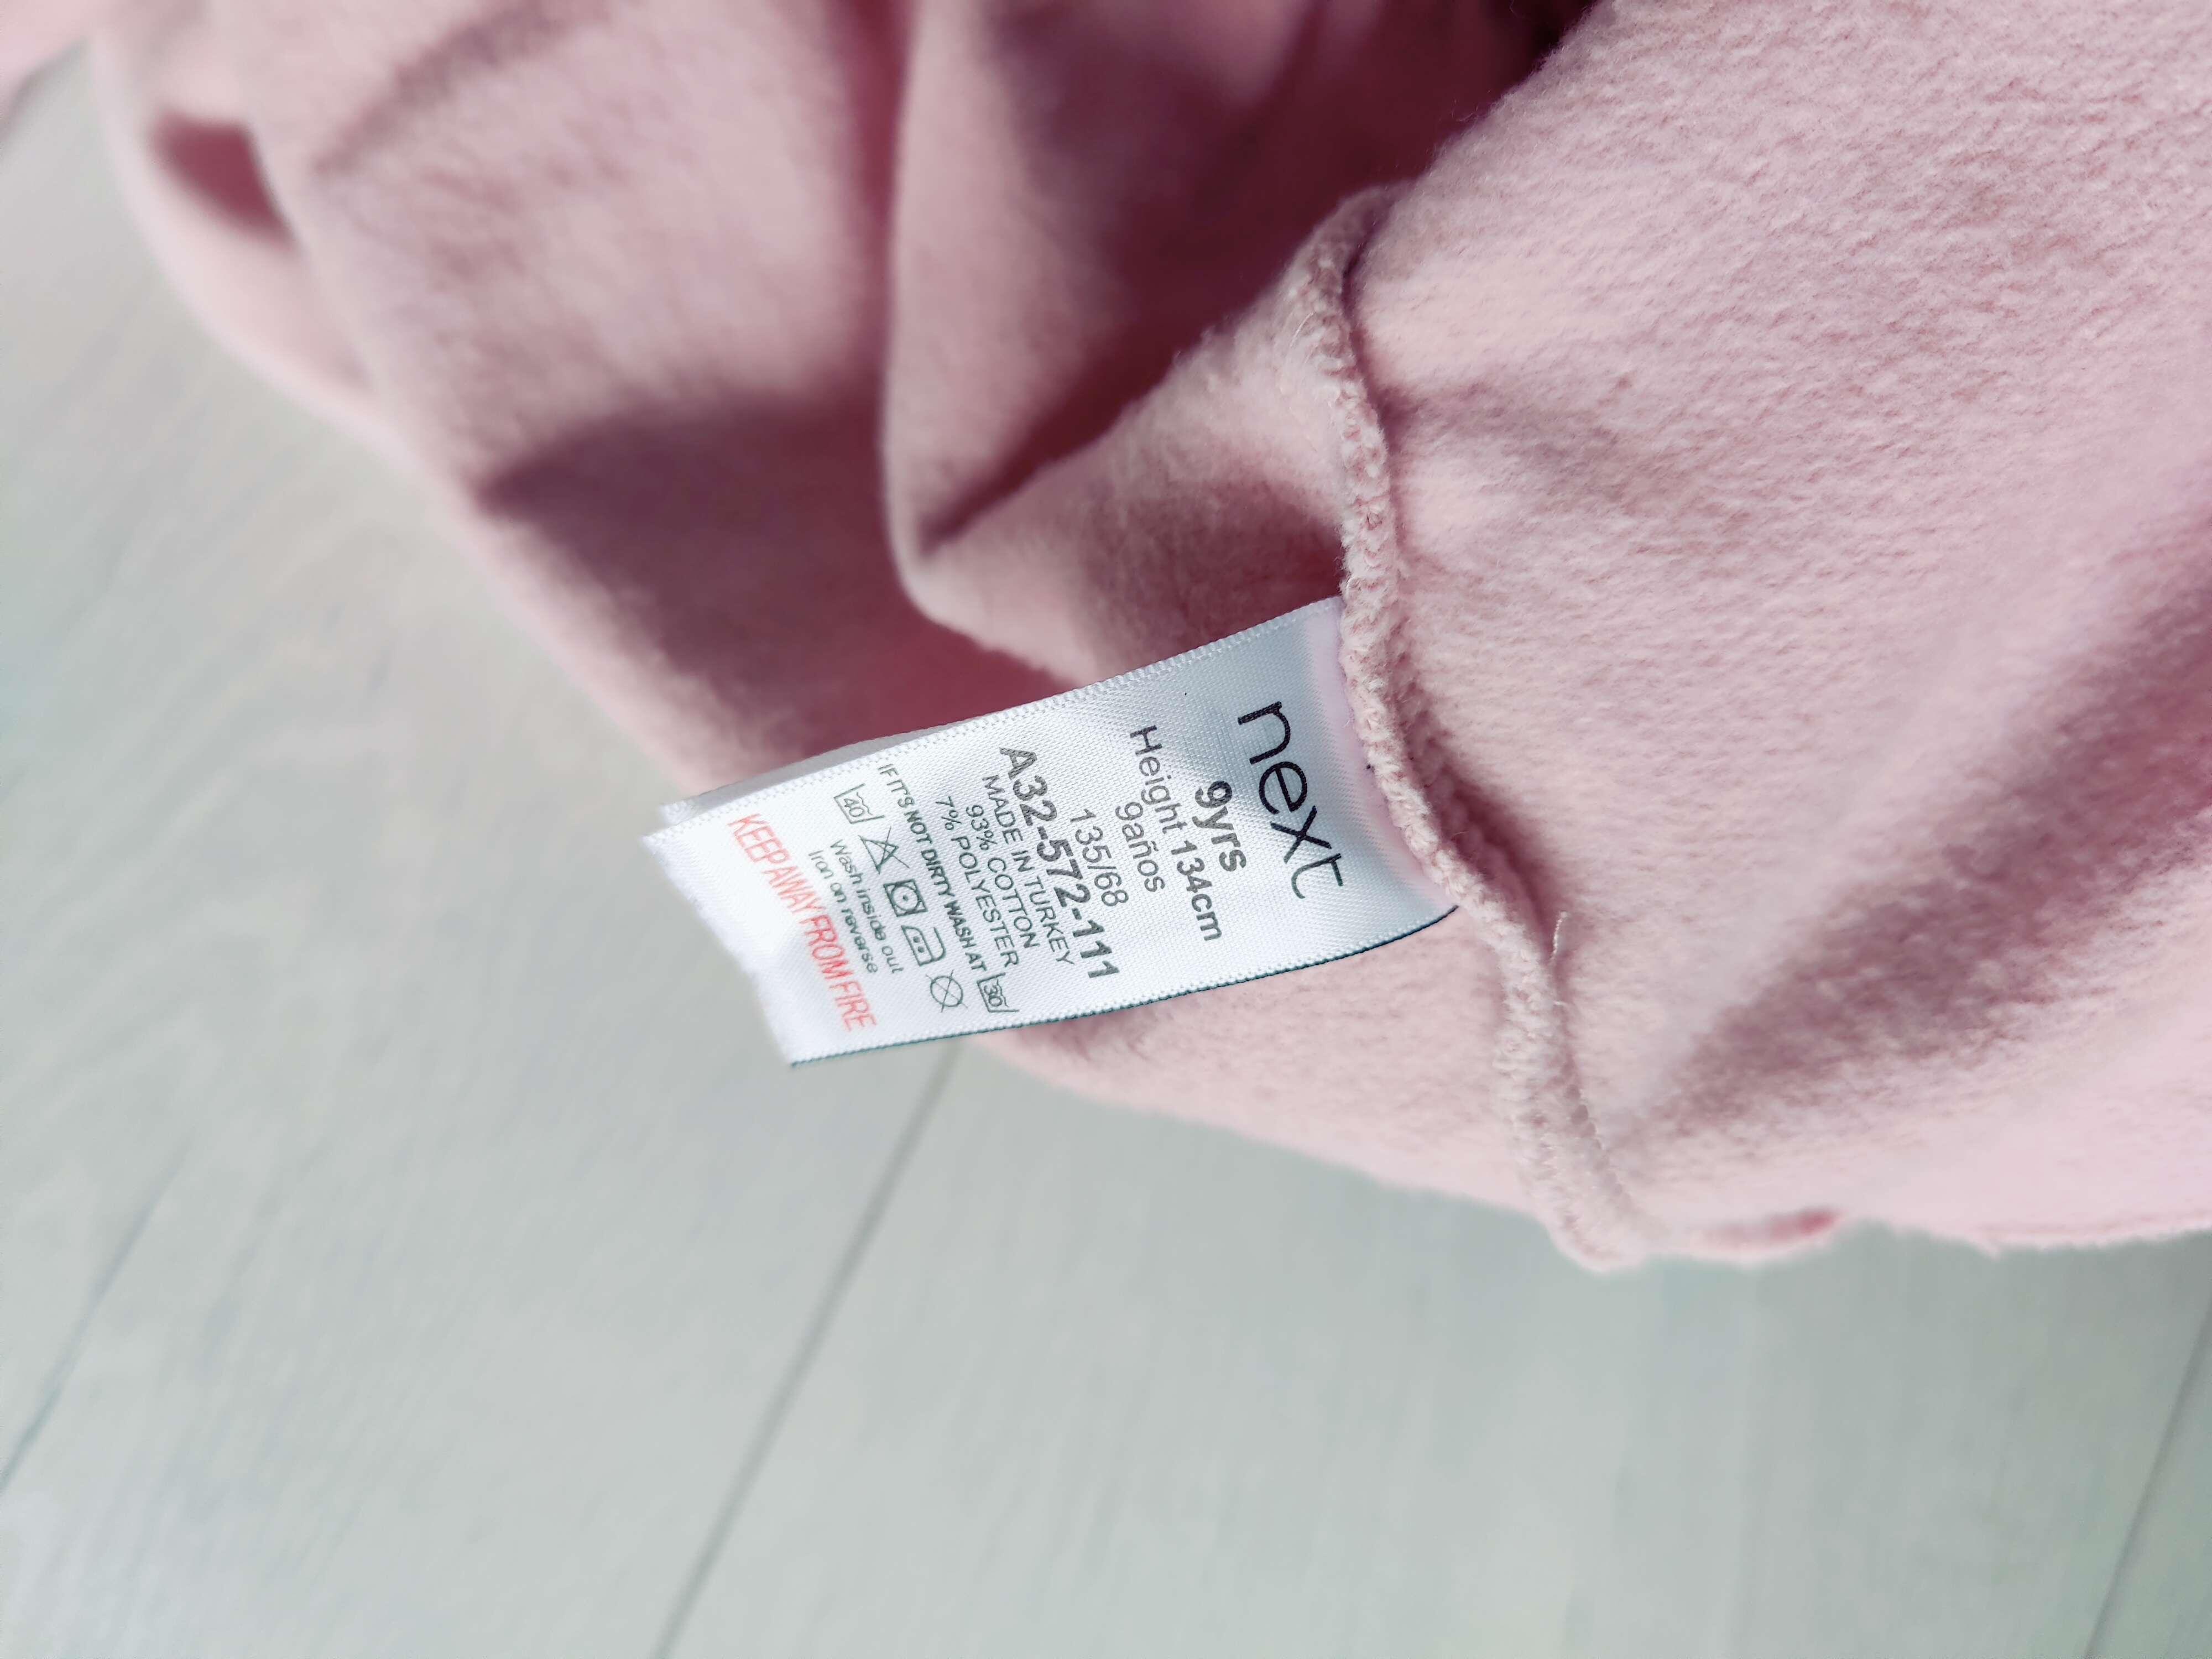 next
9yrs
Height 134cm
9años
135/68
A32-572-111
MADE IN TURKEY
93% COTTON
7% POLYESTER
IF IT'S NOT DIRTY WASH AT 30
40
Wash inside out
Iron on reverse
KEEP AWAY FROM FIRE